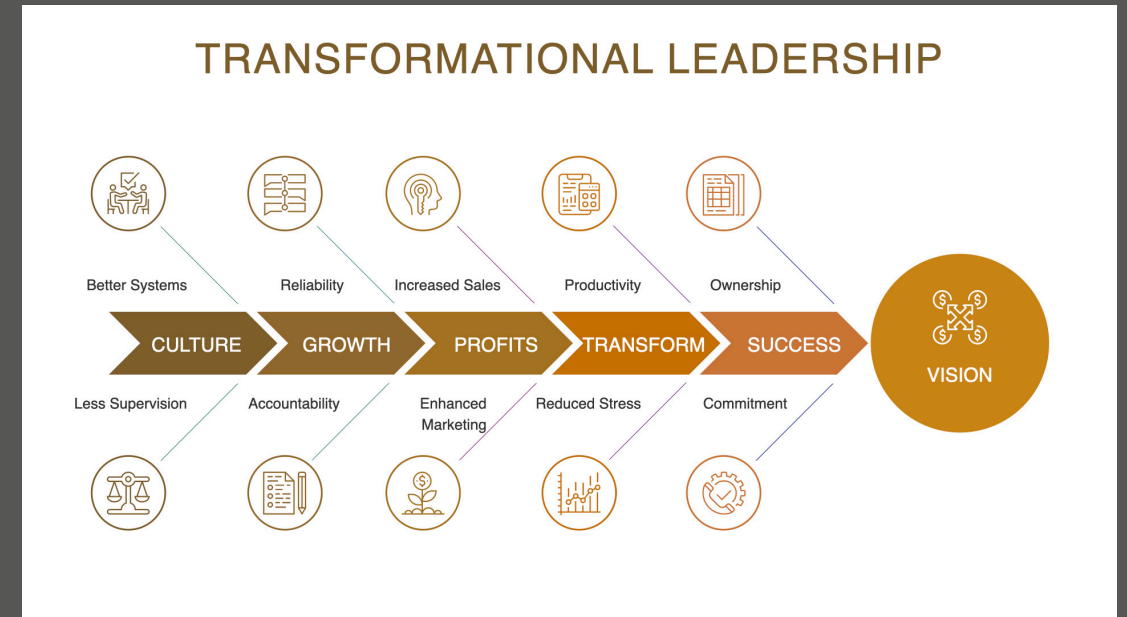 TRANSFORMATIONAL LEADERSHIP
Better Systems
Reliability
Increased Sales
Productivity
Ownership
CULTURE
GROWTH
PROFITS
TRANSFORM
SUCCESS
VISION
Less Supervision
Accountability
Enhanced
Marketing
Reduced Stress
Commitment